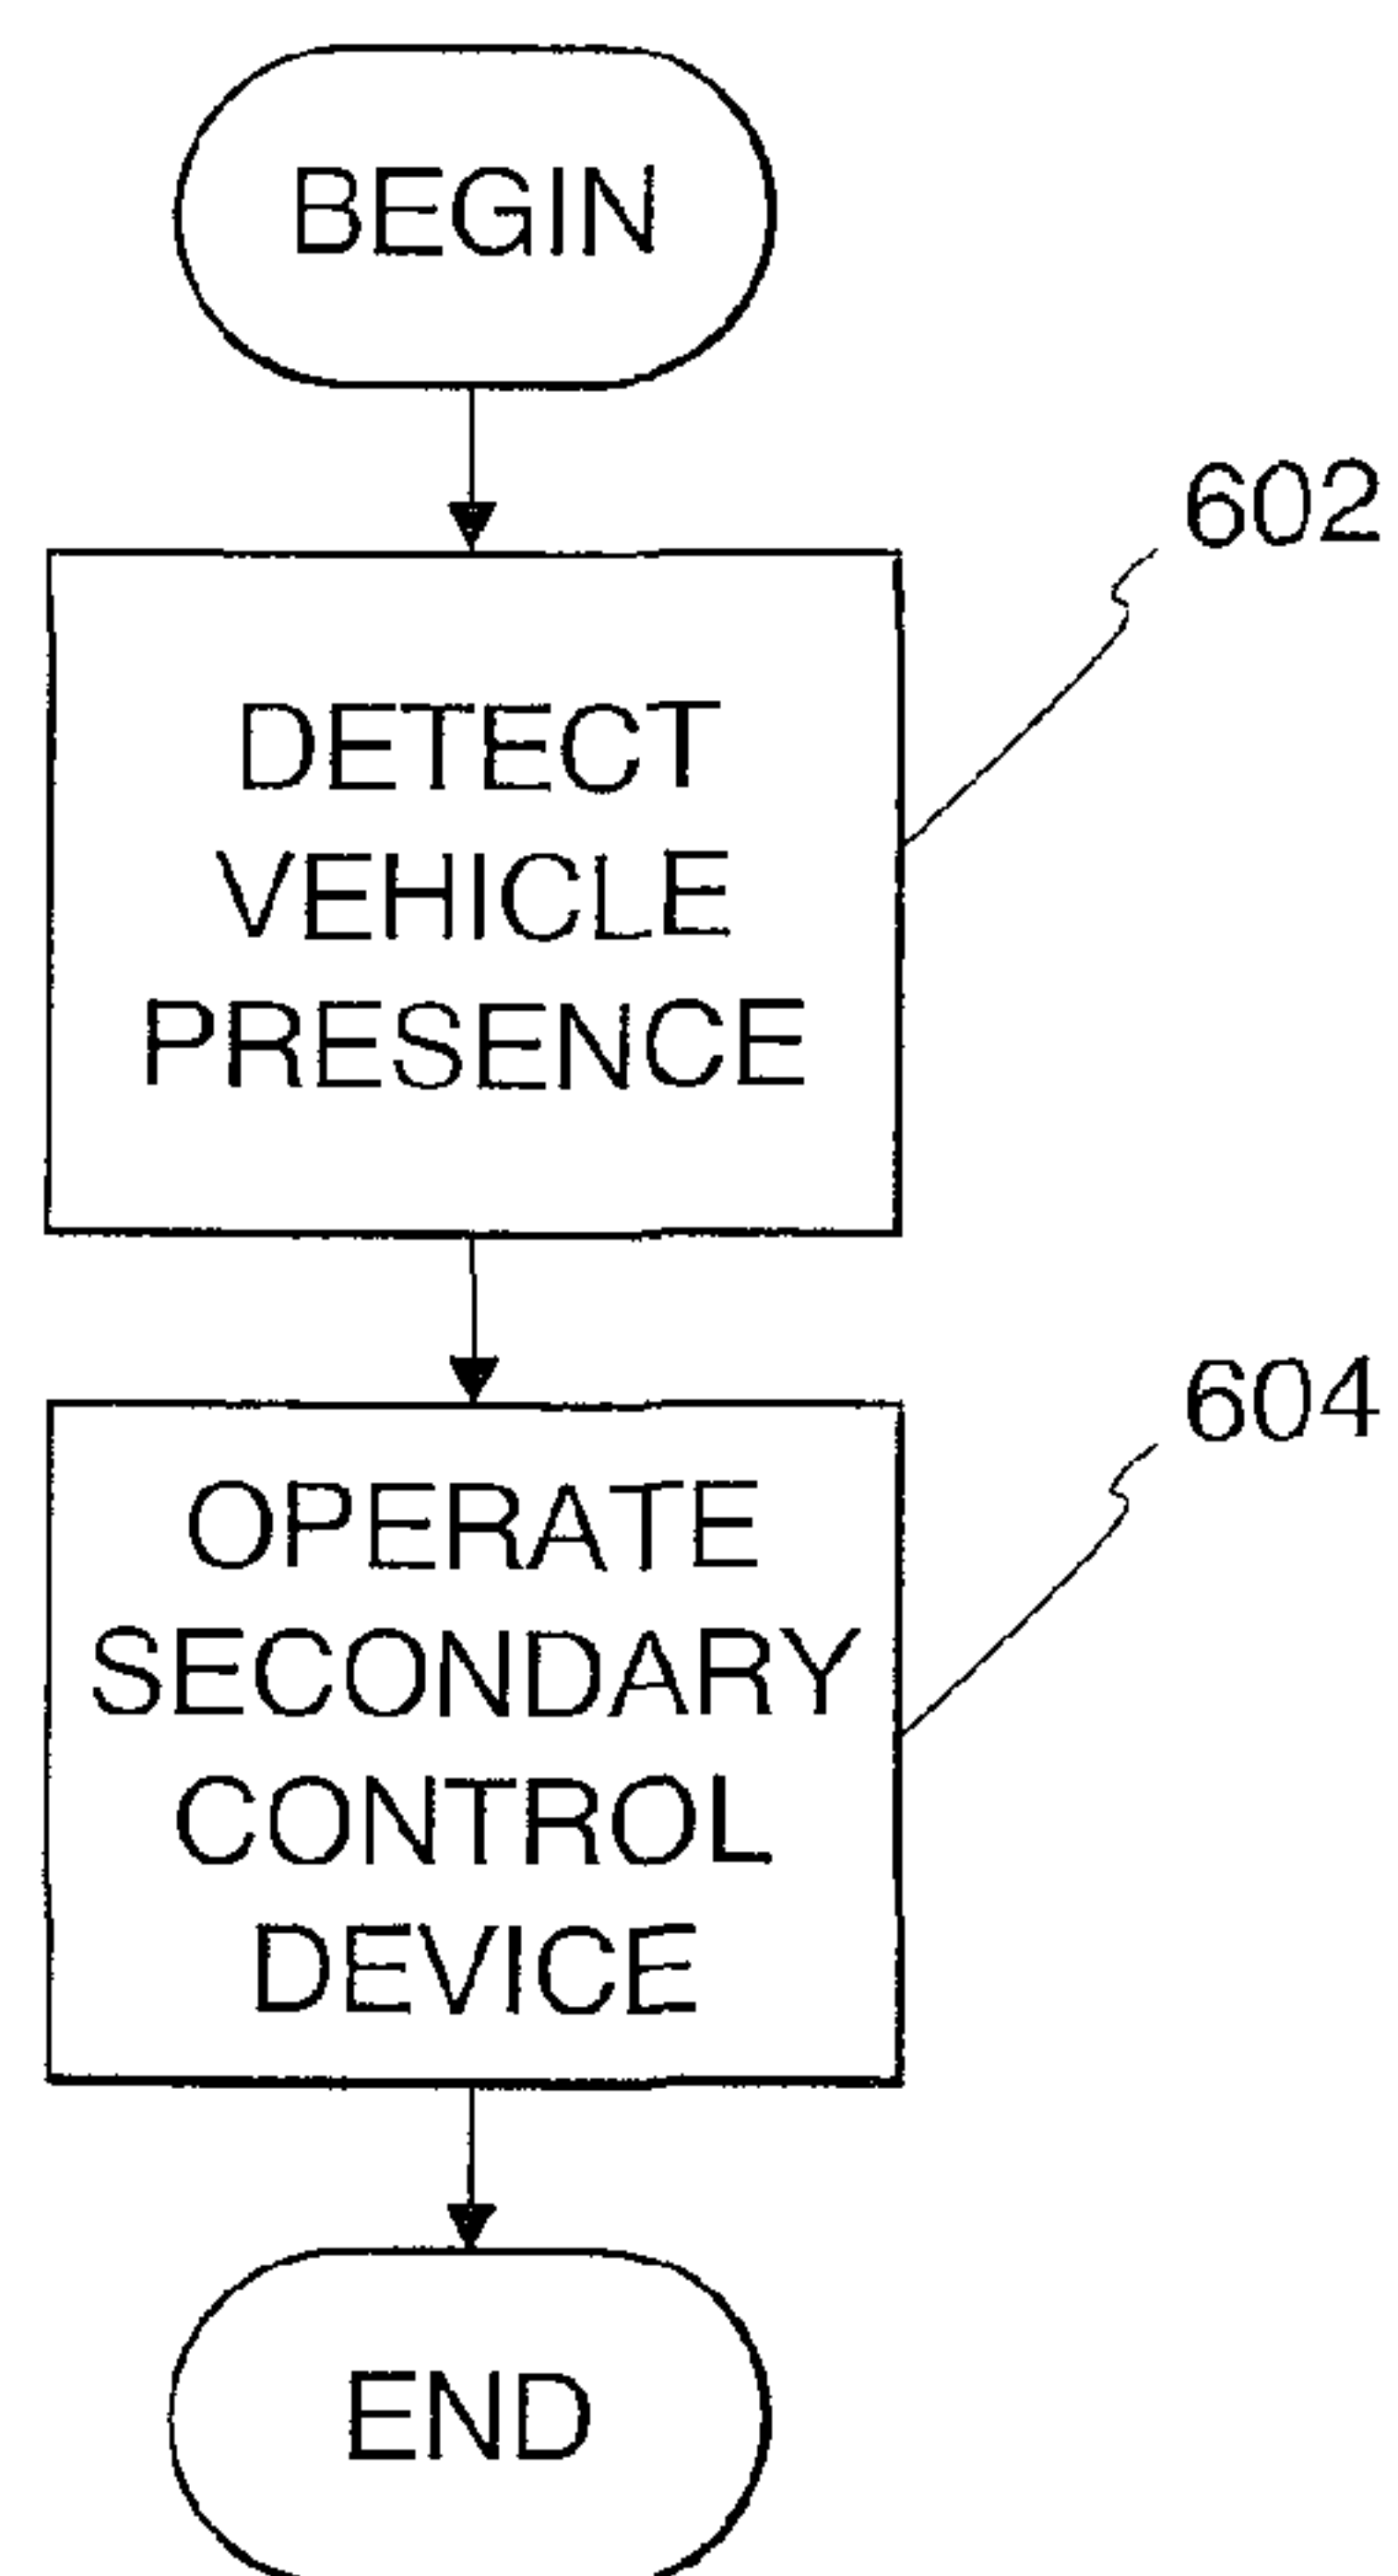 BEGIN
602
DETECT
VEHICLE
PRESENCE
604
OPERATE
SECONDARY
CONTROL
DEVICE
END